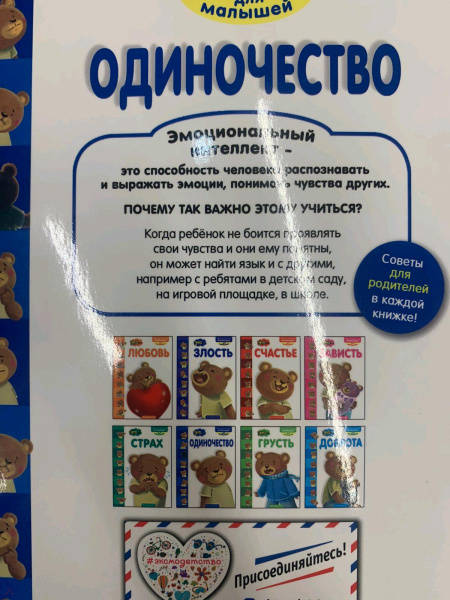 для
малышей
ОДИНОЧЕСТВО
Эмоциональный
интеллект –
это способность человека распознавать
и выражать эмоции, понимать чувства других.
ПОЧЕМУ ТАК ВАЖНО ЭТОМУ УЧИТЬСЯ?
Когда ребёнок не боится проявлять
свои чувства и они ему понятны,
он может найти язык и с другими,
например с ребятами в детском саду,
на игровой площадке, в школе.
Советы
для
родителей
в каждой
книжке!
ЛЮБОВЬ
ЗЛОСТЬ
СЧАСТЬЕ
ЗАВИСТЬ
СТРАХ
ОДИНОЧЕСТВО
ГРУСТЬ
ДОБРОТА
#экмодетство
Присоединяйтесь!